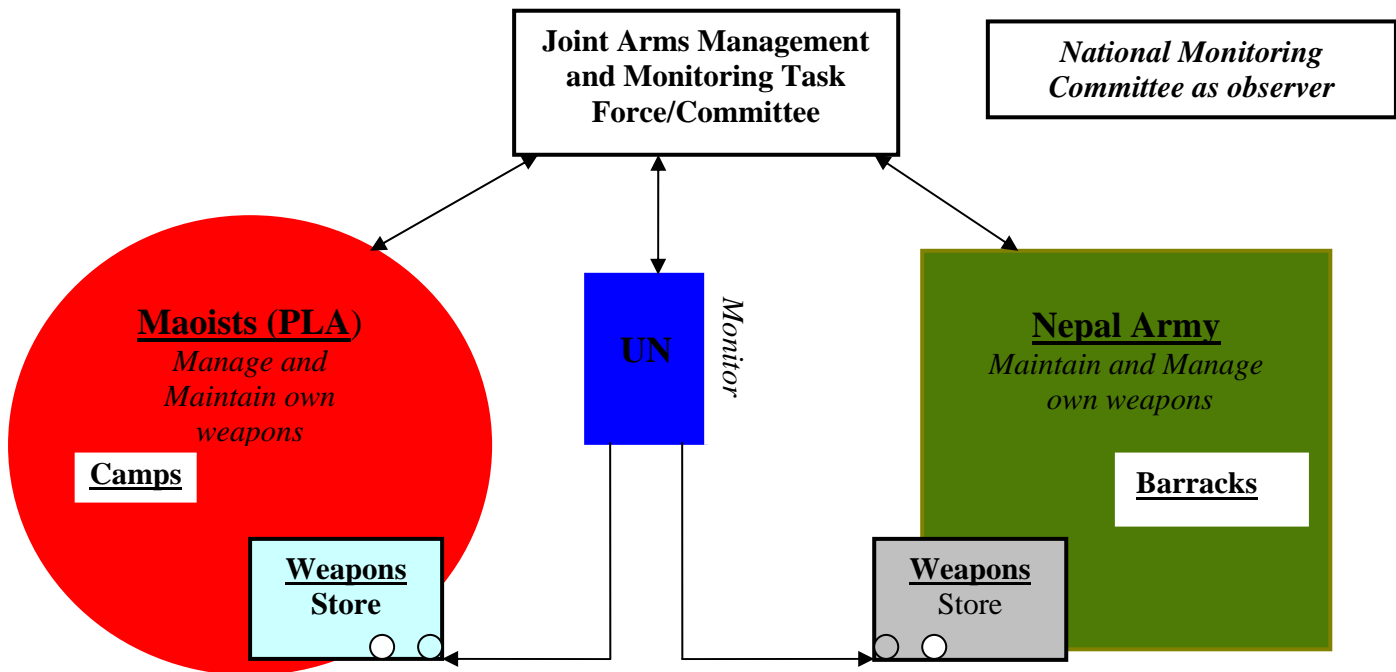 Joint Arms Management
and Monitoring Task
Force/Committee
National Monitoring
Committee as observer
Maoists (PLA)
Manage and
Maintain own
weapons
Camps
Weapons
Store
UN
Monitor
Nepal Army
Maintain and Manage
own weapons
Barracks
Weapons
Store